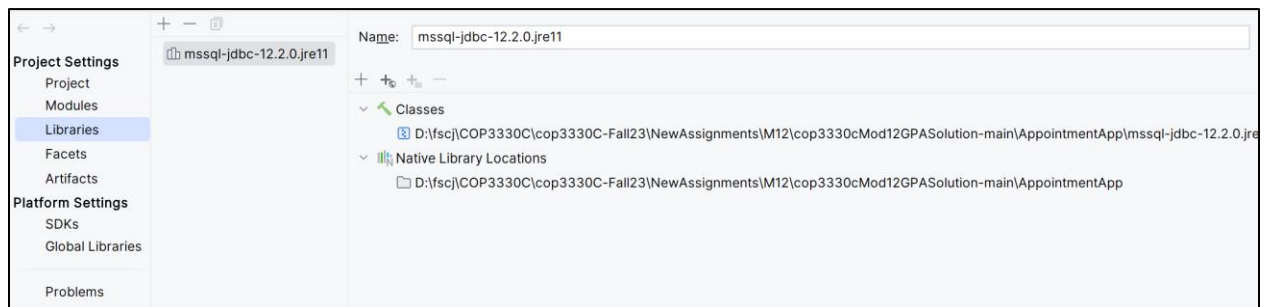 Project Settings
Project
Modules
Libraries
Facets
Artifacts
Platform Settings
SDKs
Global Libraries
Problems
mssql-jdbc-12.2.0.jre11
Name: mssql-jdbc-12.2.0.jre11
Classes
D:\fscj\COP3330C\cop3330C-Fall23\NewAssignments\M12\cop3330cMod12GPASolution-main\AppointmentApp\mssql-jdbc-12.2.0.jre
Native Library Locations
D:\fscj\COP3330C\cop3330C-Fall23\NewAssignments\M12\cop3330cMod12GPASolution-main\AppointmentApp